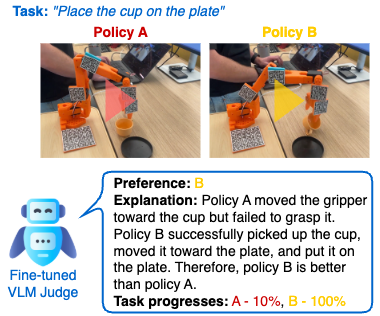 Task: "Place the cup on the plate"
Policy A
Policy B
Preference: B
Explanation: Policy A moved the gripper
toward the cup but failed to grasp it.
Policy B successfully picked up the cup,
moved it toward the plate, and put it on
the plate. Therefore, policy B is better
than policy A.
Task progresses: A - 10%, B - 100%
Fine-tuned
VLM Judge